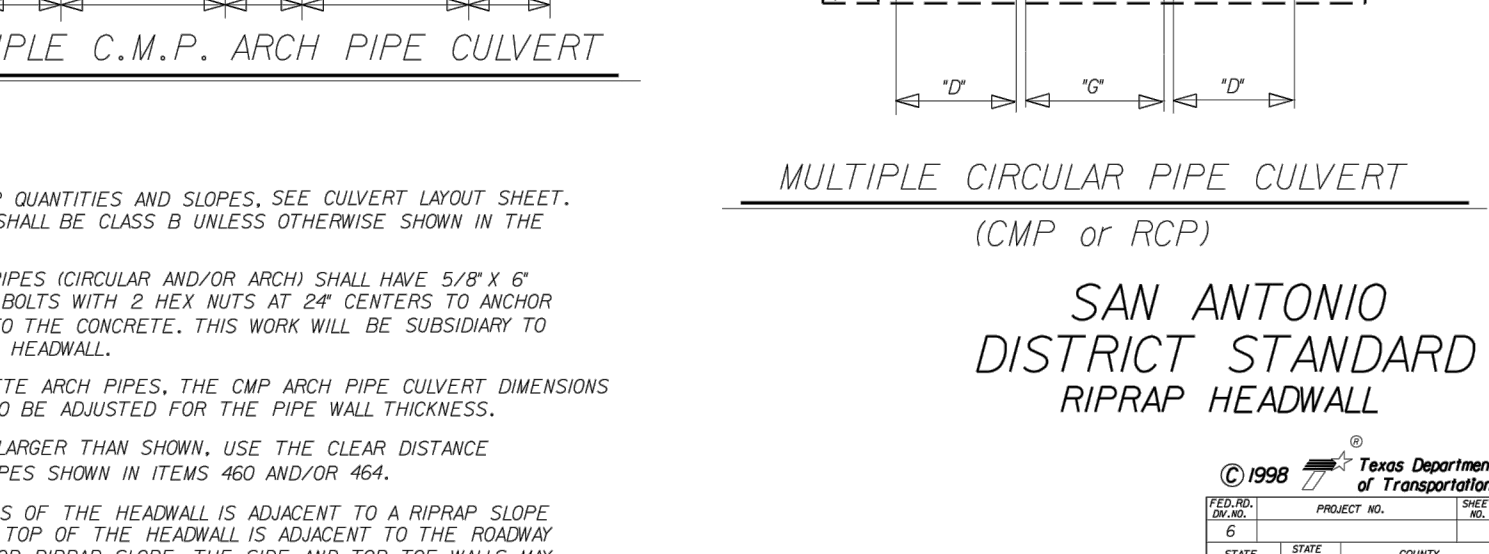 C.M.P. ARCH PIPE CULVERT
QUANTITIES AND SLOPES, SEE CULVERT LAYOUT SHEET.
SHALL BE CLASS B UNLESS OTHERWISE SHOWN IN THE
(CIRCULAR AND/OR ARCH) SHALL HAVE 5/8" X 6"
BOLTS WITH 2 HEX NUTS AT 24" CENTERS TO ANCHOR
THE CONCRETE. THIS WORK WILL BE SUBSIDIARY TO
HEADWALL.
ARCH PIPES, THE CMP ARCH PIPE CULVERT DIMENSIONS
BE ADJUSTED FOR THE PIPE WALL THICKNESS.
LARGER THAN SHOWN, USE THE CLEAR DISTANCE
SHOWN IN ITEMS 460 AND/OR 464.
OF THE HEADWALL IS ADJACENT TO A RIPRAP SLOPE
TOP OF THE HEADWALL IS ADJACENT TO THE ROADWAY
"D" "G" "D"
MULTIPLE CIRCULAR PIPE CULVERT
(CMP or RCP)
SAN ANTONIO
DISTRICT STANDARD
RIPRAP HEADWALL
© 1998
®
Texas Departmen
of Transportation
FED.RD.
DIV.NO.
PROJECT NO.
SHEE
NO.
6
STATE
STATE
COUNTY